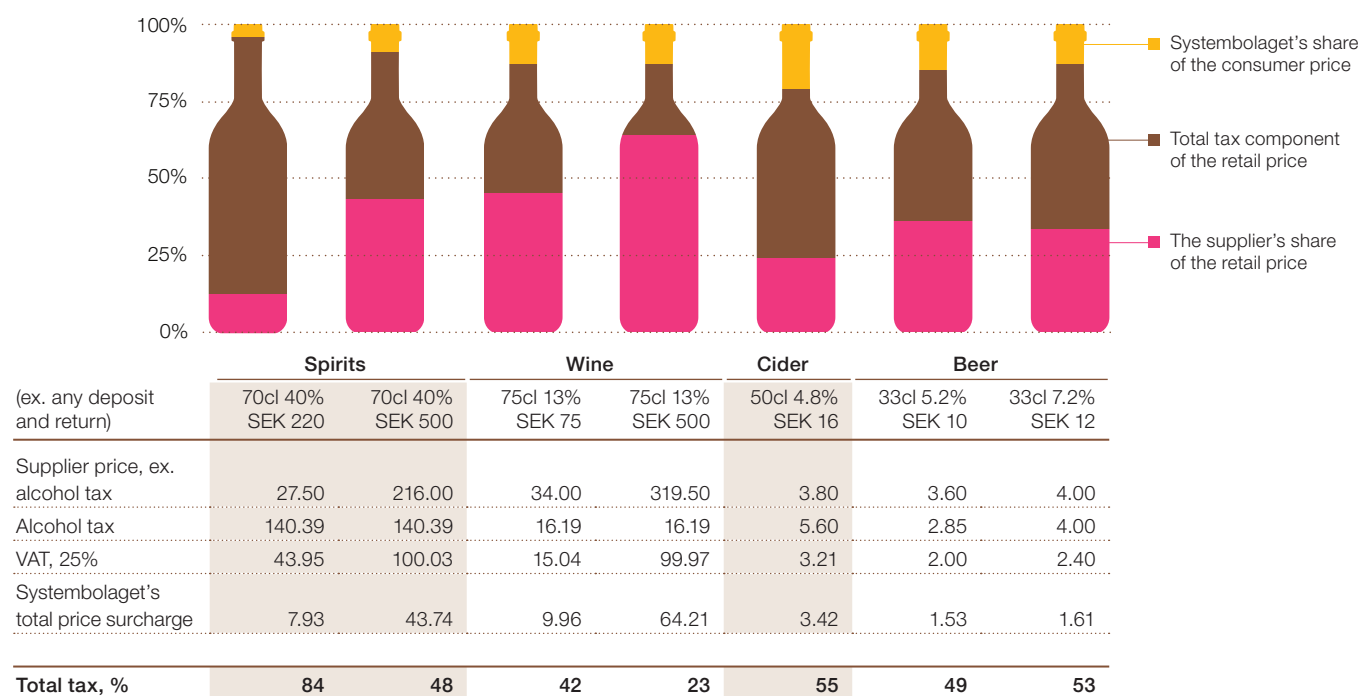 100%
75%
50%
25%
0%
Systembolaget's share
of the consumer price
Total tax component
of the retail price
The supplier's share
of the retail price
Spirits Wine Cider Beer
(ex. any deposit 70cl 40% 70cl 40% 75cl 13% 75cl 13% 50cl 4.8% 33cl 5.2% 33cl 7.2%
and return) SEK 220 SEK 500 SEK 75 SEK 500 SEK 16 SEK 10 SEK 12
Supplier price, ex.
alcohol tax 27.50 216.00 34.00 319.50 3.80 3.60 4.00
Alcohol tax 140.39 140.39 16.19 16.19 5.60 2.85 4.00
VAT, 25% 43.95 100.03 15.04 99.97 3.21 2.00 2.40
Systembolaget's
total price surcharge 7.93 43.74 9.96 64.21 3.42 1.53 1.61
Total tax, % 84 48 42 23 55 49 53